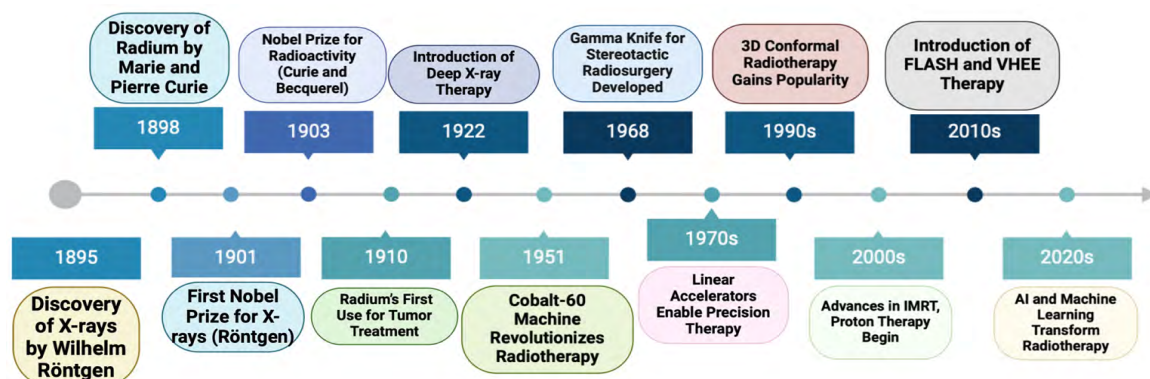 Discovery of
Radium by
Marie and
Pierre Curie
1898
Nobel Prize for
Radioactivity
(Curie and
Becquerel)
1903
Introduction of
Deep X-ray
Therapy
1922
Gamma Knife for
Stereotactic
Radiosurgery
Developed
1968
3D Conformal
Radiotherapy
Gains Popularity
1990s
Introduction of
FLASH and VHEE
Therapy
2010s
1895
Discovery
of X-rays
by Wilhelm
Röntgen
1901
First Nobel
Prize for X-
rays (Röntgen)
1910
Radium's First
Use for Tumor
Treatment
1951
Cobalt-60
Machine
Revolutionizes
Radiotherapy
1970s
Linear
Accelerators
Enable Precision
Therapy
2000s
Advances in IMRT,
Proton Therapy
Begin
2020s
AI and Machine
Learning
Transform
Radiotherapy